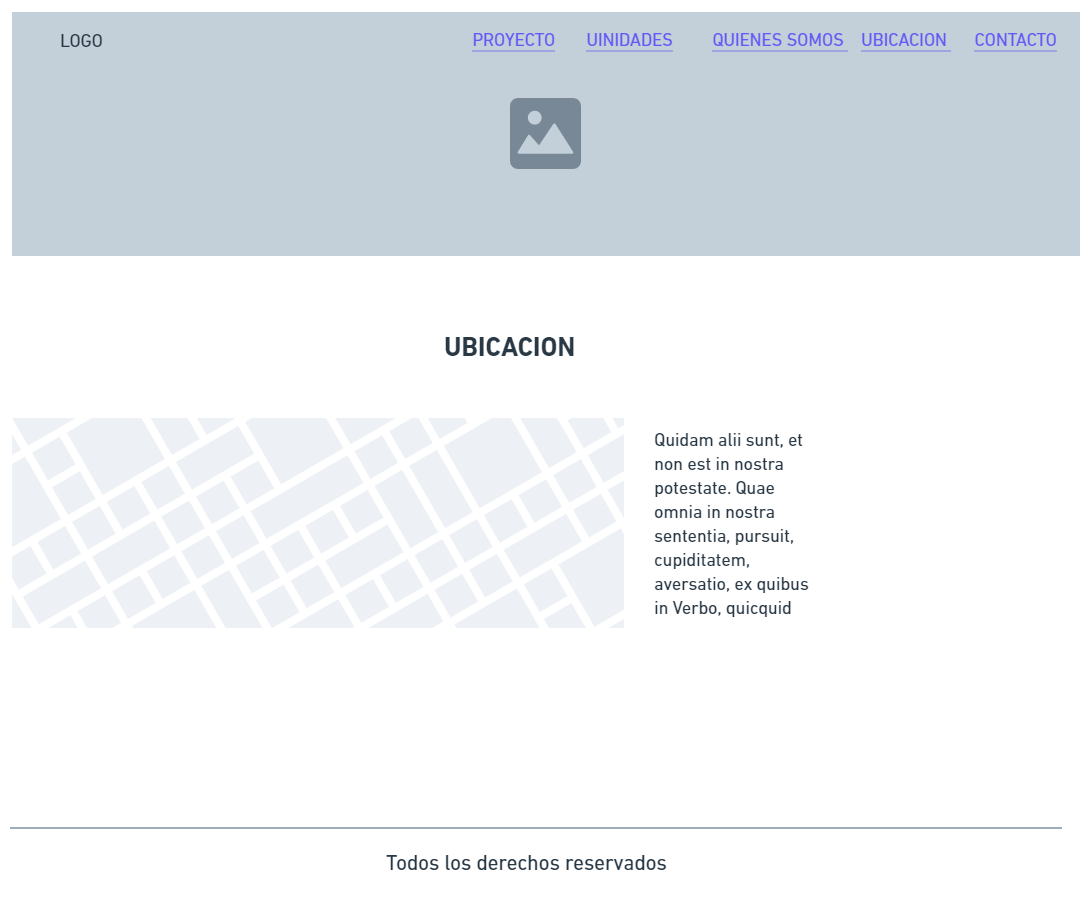 LOGO
PROYECTO UINIDADES QUIENES SOMOS UBICACION CONTACTO
UBICACION
Quidam alii sunt, et
non est in nostra
potestate. Quae
omnia in nostra
sententia, pursuit,
cupiditatem,
aversatio, ex quibus
in Verbo, quicquid
Todos los derechos reservados